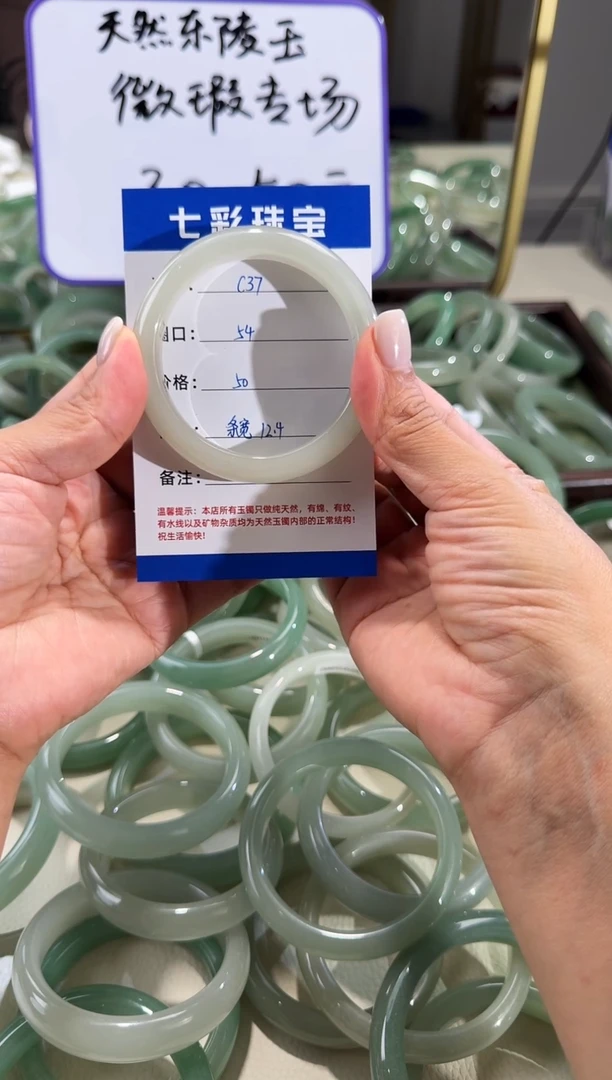 天然东陵玉
微瑕专场
七彩珠宝
C37
口: 54
价格: 50
条宽 12.4
备注:
温馨提示: 本店所有玉镯只做纯天然, 有绵、有纹、
有水线以及矿物杂质均为天然玉镯内部的正常结构!
祝生活愉快!